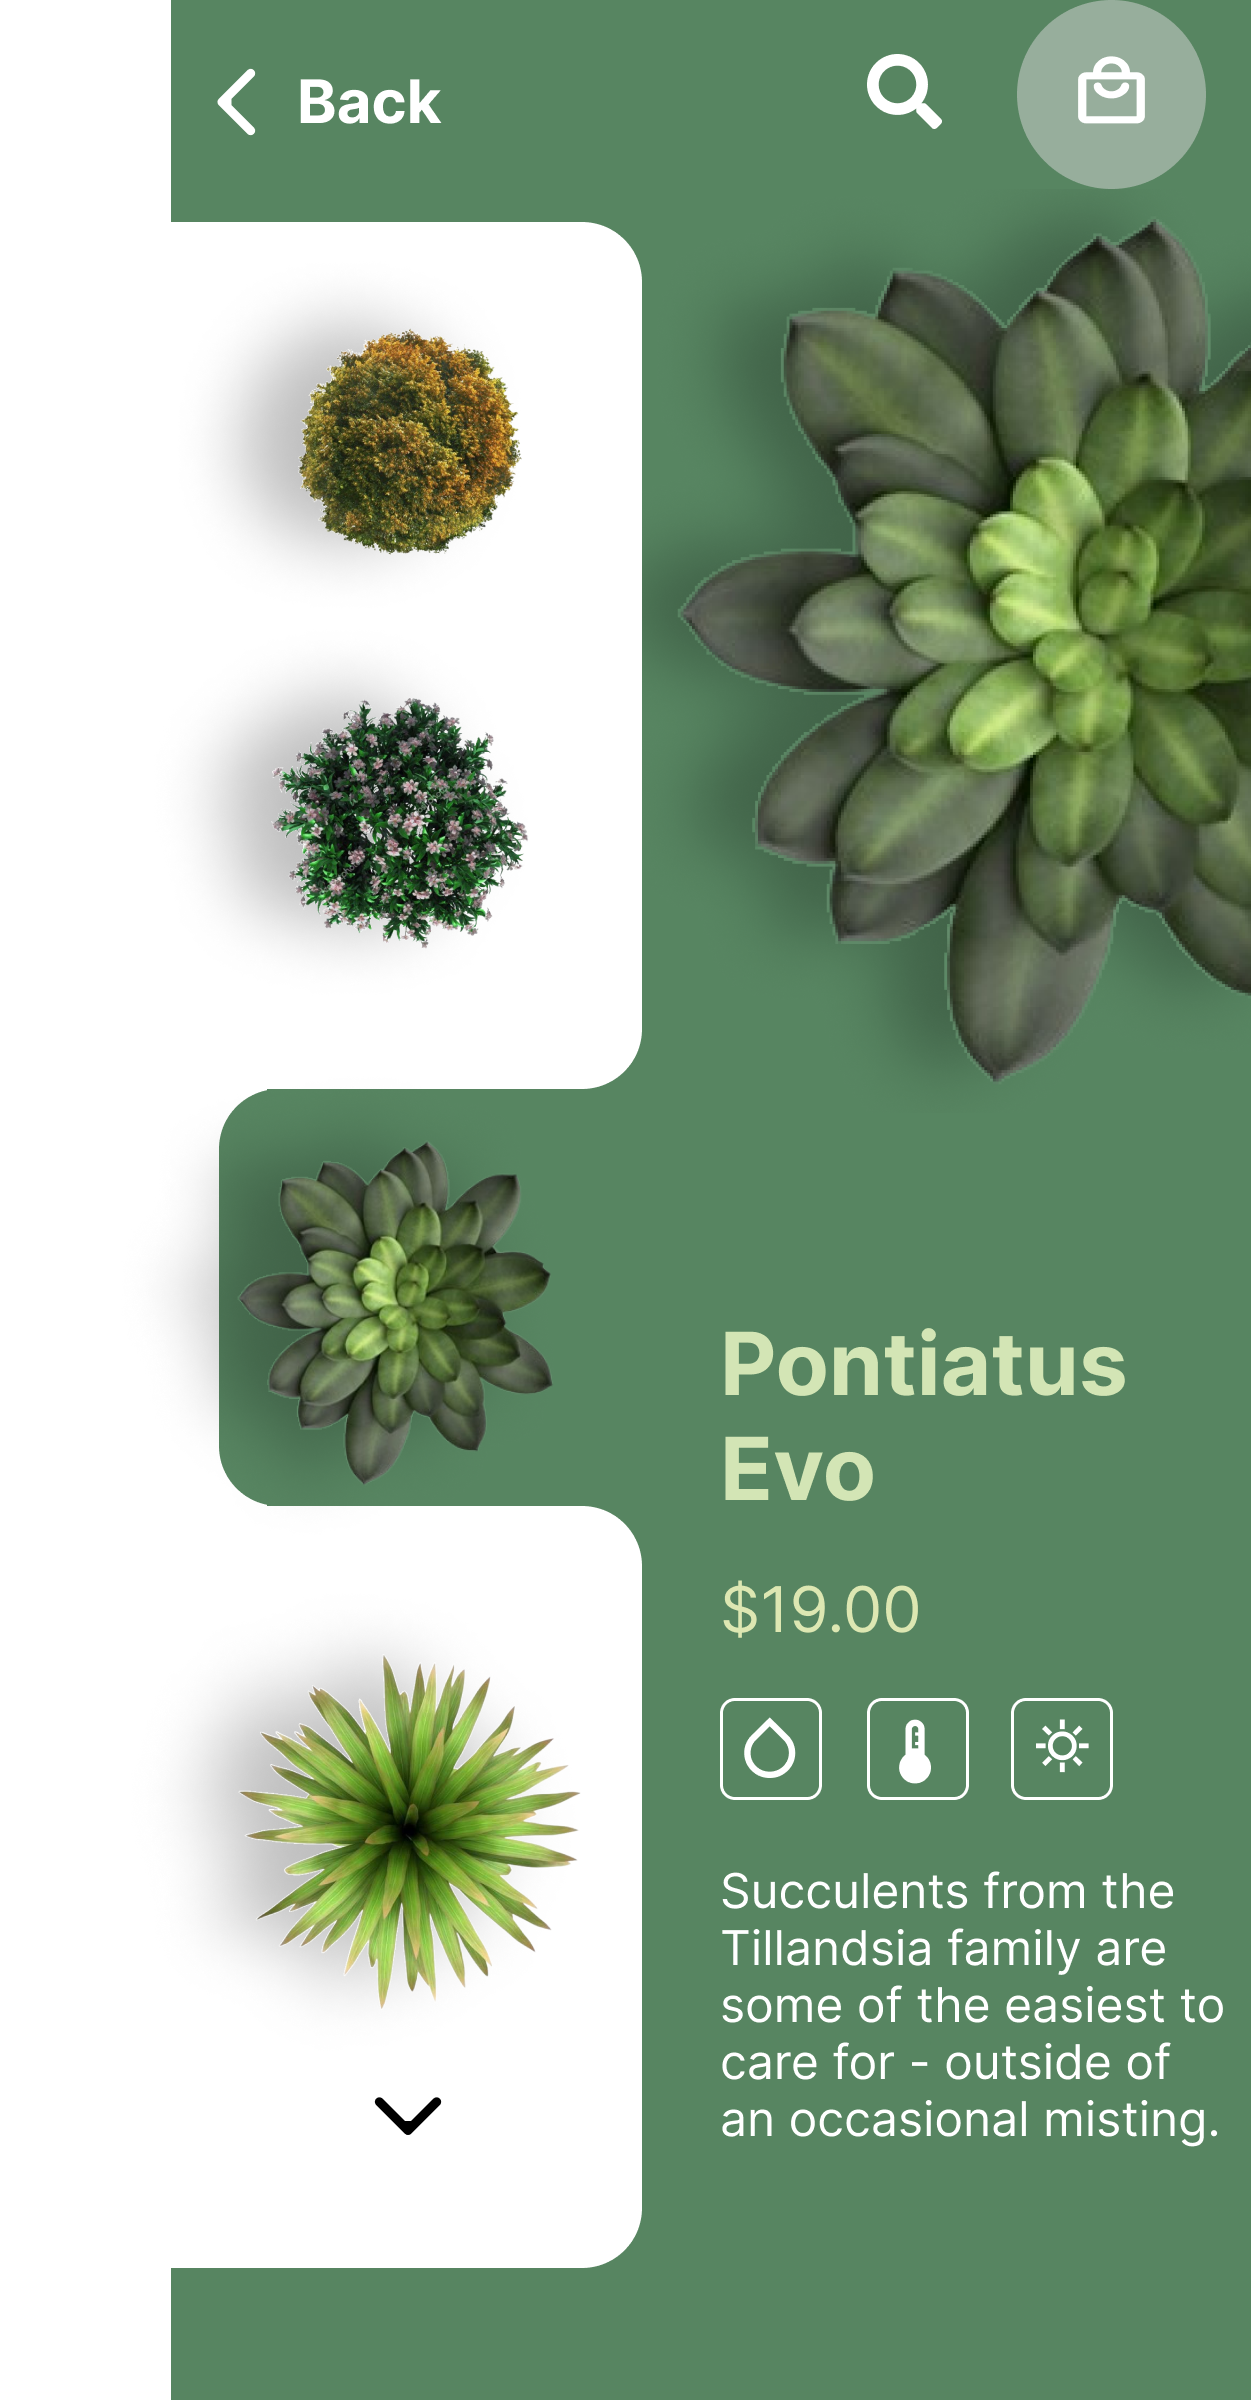 Back
Pontiatus
Evo
$19.00
Succulents from the
Tillandsia family are
some of the easiest to
care for - outside of
an occasional misting.